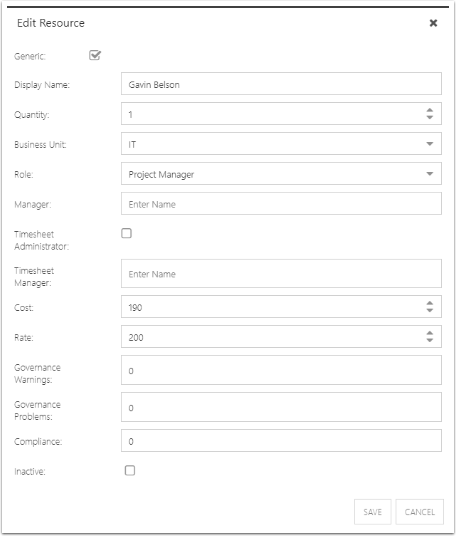 Edit Resource
Generic:
Display Name: Gavin Belson
Quantity: 1
Business Unit: IT
Role: Project Manager
Manager: Enter Name
Timesheet
Administrator:
Timesheet
Manager: Enter Name
Cost: 190
Rate: 200
Governance
Warnings: 0
Governance
Problems: 0
Compliance: 0
Inactive:
SAVE CANCEL